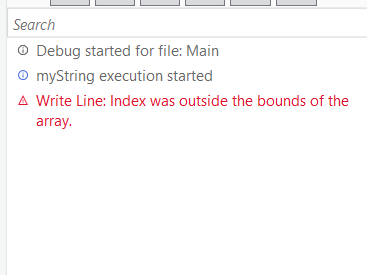 Search
Debug started for file: Main
myString execution started
Write Line: Index was outside the bounds of the
array.